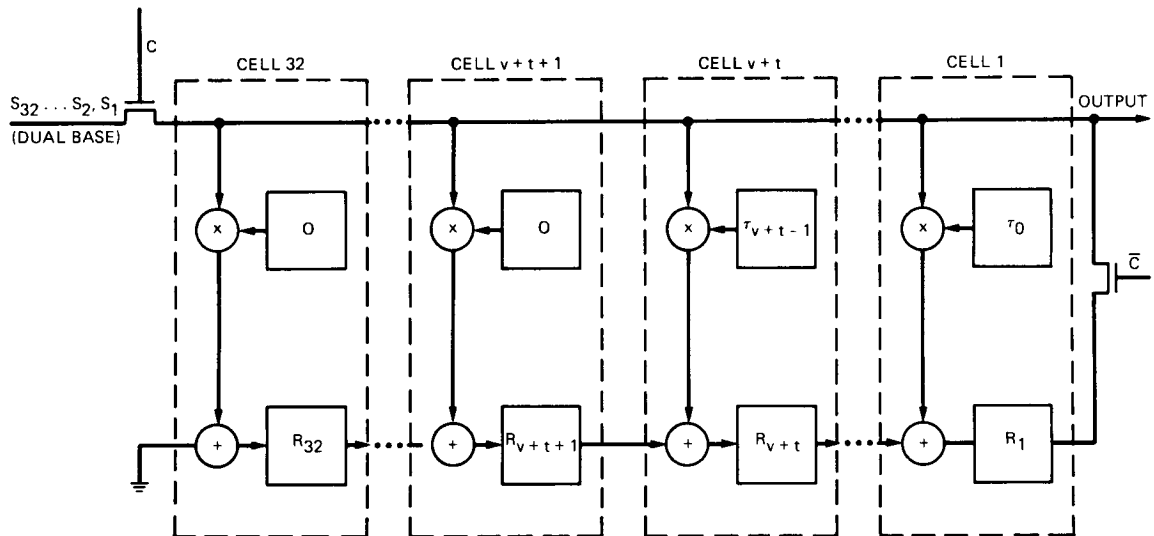 C
CELL 32
CELL v + t + 1
CELL v + t
CELL 1
S32 . . . S2, S1
(DUAL BASE)
OUTPUT
× 0
× 0
× τv + t - 1
× τ0
C̅
+ R32
+ Rv + t + 1
+ Rv + t
+ R1